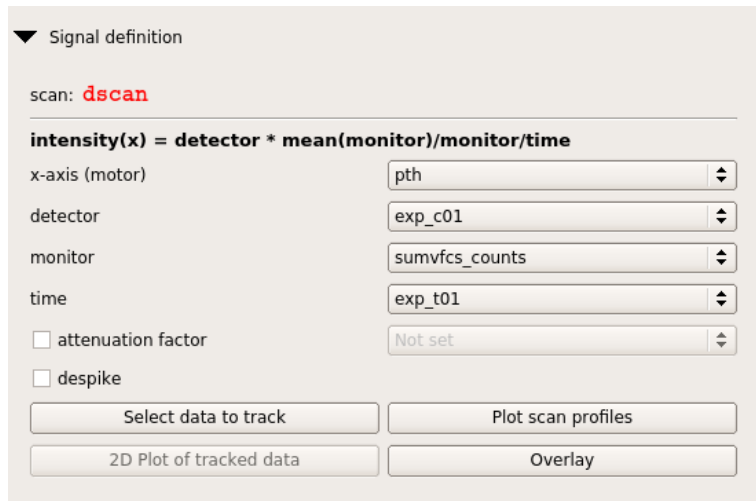 Signal definition
scan: dscan
intensity(x) = detector * mean(monitor)/monitor/time
x-axis (motor) pth
detector exp_c01
monitor sumvfcs_counts
time exp_t01
attenuation factor Not set
despike
Select data to track Plot scan profiles
2D Plot of tracked data Overlay